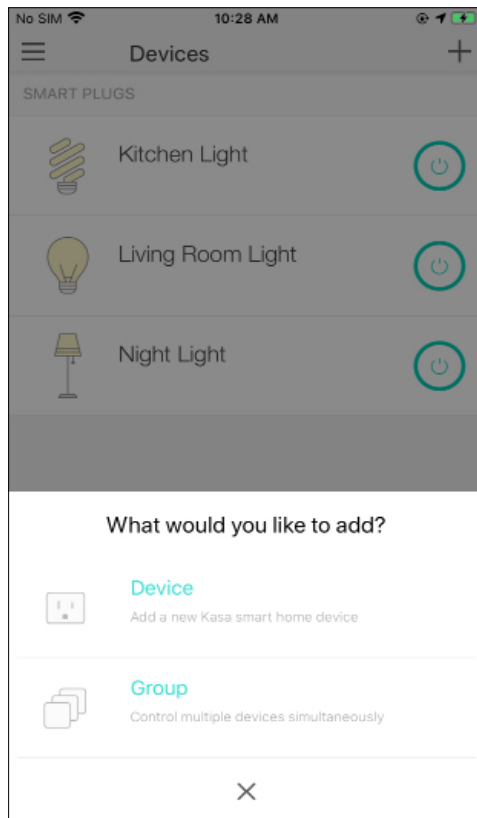 No SIM 10:28 AM
Devices
SMART PLUGS
Kitchen Light
Living Room Light
Night Light
What would you like to add?
Device
Add a new Kasa smart home device
Group
Control multiple devices simultaneously